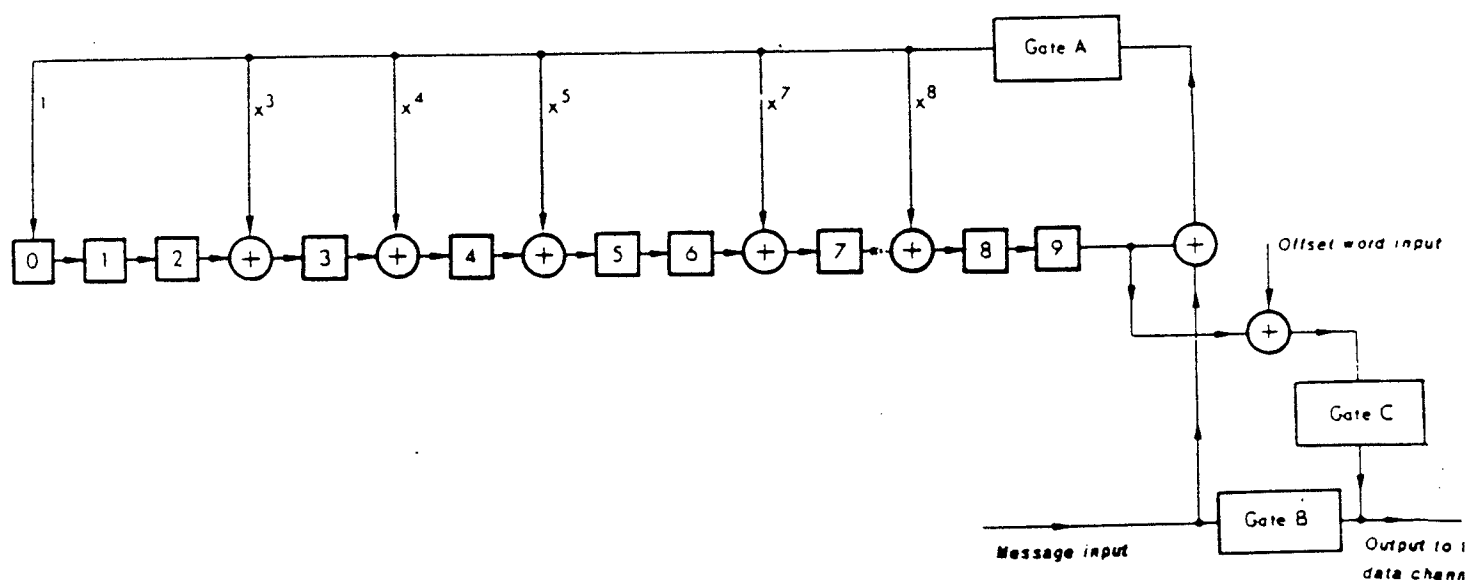 Gate A
1
x³
x⁴
x⁵
x⁷
x⁸
0
1
2
+
3
+
4
+
5
6
+
7
+
8
9
+
Offset word input
+
Gate C
Gate B
Message input
Output to
data chann